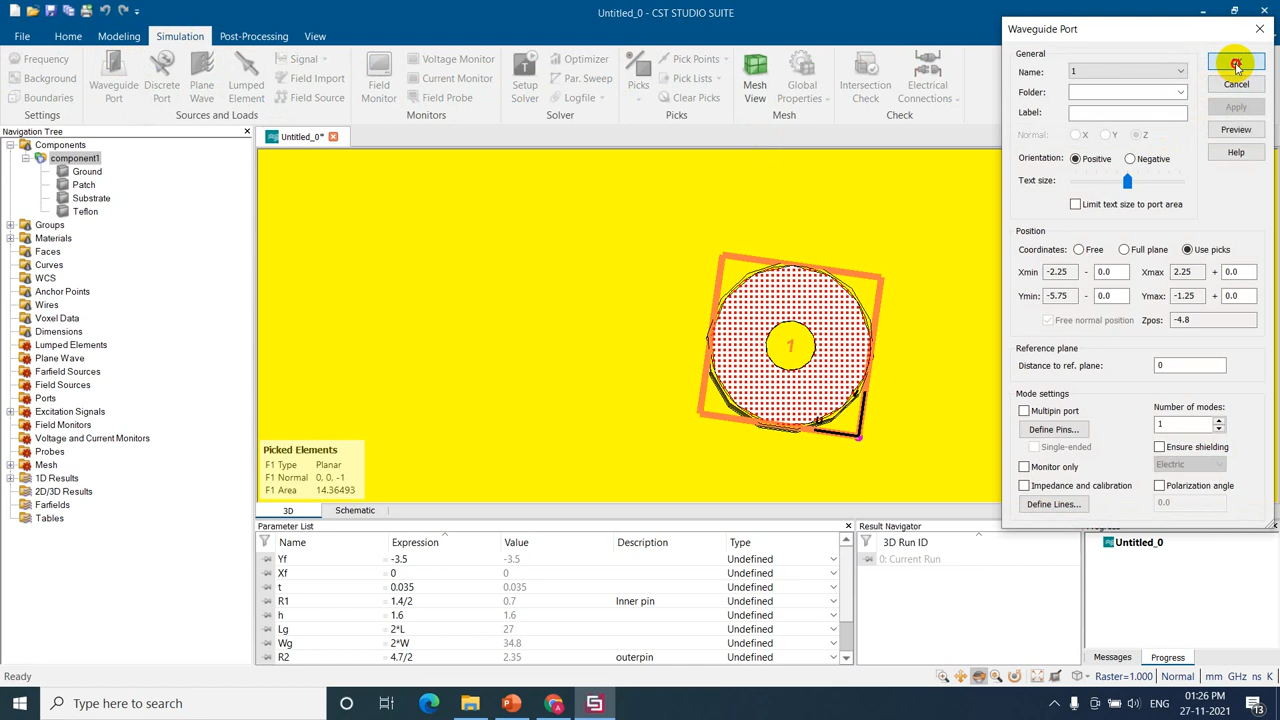 Untitled_0 - CST STUDIO SUITE
File Home Modeling Simulation Post-Processing View
Frequency
Background
Boundaries
Settings
Waveguide Port
Discrete Port
Plane Wave
Lumped Element
Signal
Field Import
Field Source
Sources and Loads
Field Monitor
Voltage Monitor
Current Monitor
Field Probe
Monitors
Setup Solver
Optimizer
Par. Sweep
Logfile
Solver
Picks
Pick Points
Pick Lists
Clear Picks
Picks
Mesh View
Global Properties
Mesh
Intersection Check
Electrical Connections
Check
Navigation Tree
Components
component1
Ground
Patch
Substrate
Teflon
Groups
Materials
Faces
Curves
WCS
Anchor Points
Wires
Voxel Data
Dimensions
Lumped Elements
Plane Wave
Farfield Sources
Field Sources
Ports
Excitation Signals
Field Monitors
Voltage and Current Monitors
Mesh
1D Results
2D/3D Results
Farfields
Tables
Untitled_0*
1
Picked Elements
F1 Type Planar
F1 Normal 0, 0, -1
F1 Area 14.36493
3D Schematic
Parameter List
Name Expression Value Description Type
Yf = -3.5 -3.5 Undefined
Xf = 0 0 Undefined
t = 0.035 0.035 Undefined
R1 = 1.4/2 0.7 Inner pin Undefined
h = 1.6 1.6 Undefined
Lg = 2*L 27 Undefined
Wg = 2*W 34.8 Undefined
R2 = 4.7/2 2.35 outerpin Undefined
Result Navigator
3D Run ID
0: Current Run
Progress
Untitled_0
Messages Progress
Waveguide Port
General
Name: 1
Folder:
Label:
Normal: X Y Z
Orientation: Positive Negative
Text size:
Limit text size to port area
OK
Cancel
Apply
Preview
Help
Position
Coordinates: Free Full plane Use picks
Xmin -2.25 - 0.0 Xmax 2.25 + 0.0
Ymin: -5.75 - 0.0 Ymax: -1.25 + 0.0
Free normal position Zpos: -4.8
Reference plane
Distance to ref. plane: 0
Mode settings
Multipin port
Define Pins...
Single-ended
Monitor only
Impedance and calibration
Define Lines...
Number of modes:
1
Ensure shielding
Electric
Polarization angle
0.0
Ready
Raster=1.000 Normal mm GHz ns K
Type here to search
ENG
01:26 PM
27-11-2021
13